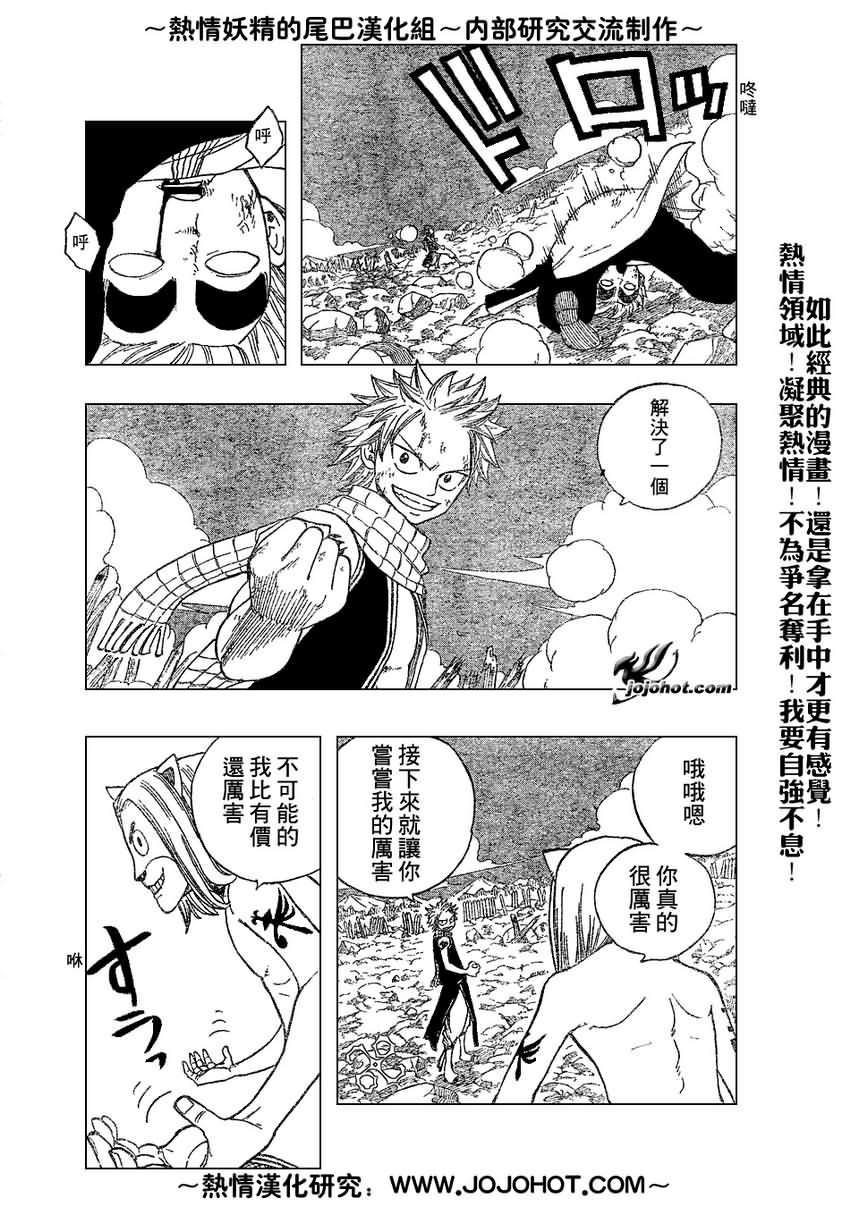 ～熱情妖精的尾巴漢化組～内部研究交流制作～
咚
噠
ドドロッ
呼
呼
如此經典的漫畫！還是拿在手中才更有感覺！
熱情領域！凝聚熱情！不為爭名奪利！我要自強不息！
解決了一個
-jojohot.com
哦哦嗯
你真的
很厲害
接下來就讓你
嘗嘗我的厲害
不可能的
我比有價
還厲害
咻
すうっ
～熱情漢化研究：WWW.JOJOHOT.COM～